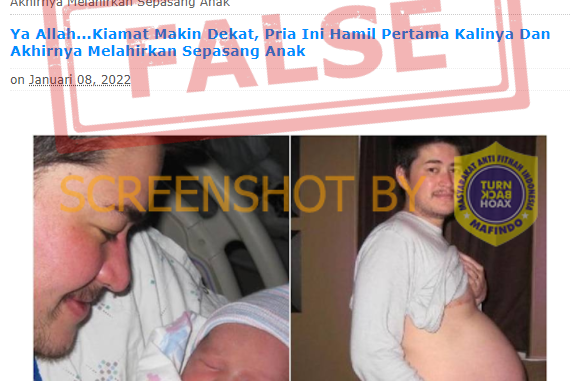 Akhirnya Melahirkan Sepasang Anak
Ya Allah...Kiamat Makin Dekat, Pria Ini Hamil Pertama Kalinya Dan
Akhirnya Melahirkan Sepasang Anak
on Januari 08, 2022
FALSE
SCREENSHOT BY
MASYARAKAT ANTI FITNAH INDONESIA
TURN
BACK
HOAX
MAFINDO